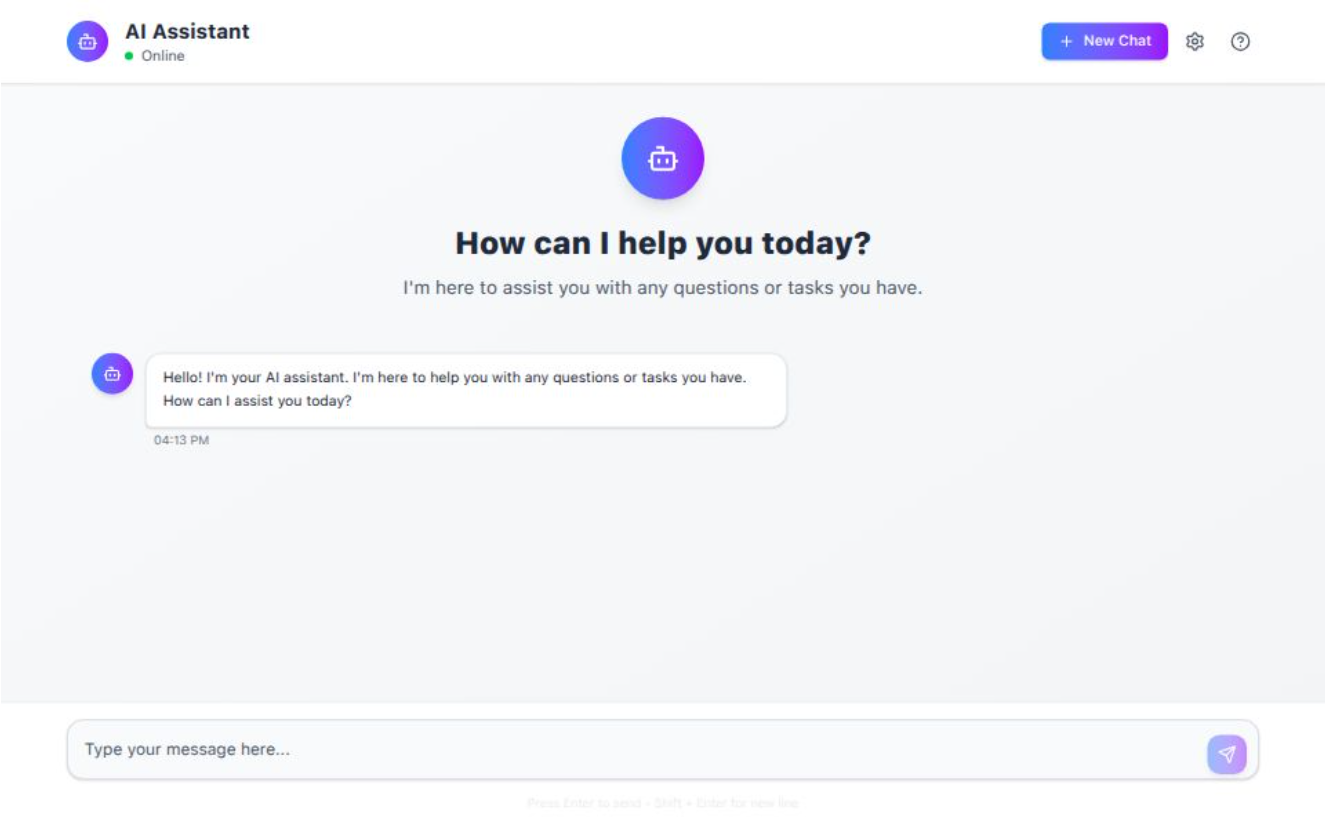 AI Assistant
Online
+ New Chat
How can I help you today?
I'm here to assist you with any questions or tasks you have.
Hello! I'm your AI assistant. I'm here to help you with any questions or tasks you have.
How can I assist you today?
04:13 PM
Type your message here...
Press Enter to send • Shift + Enter for new line